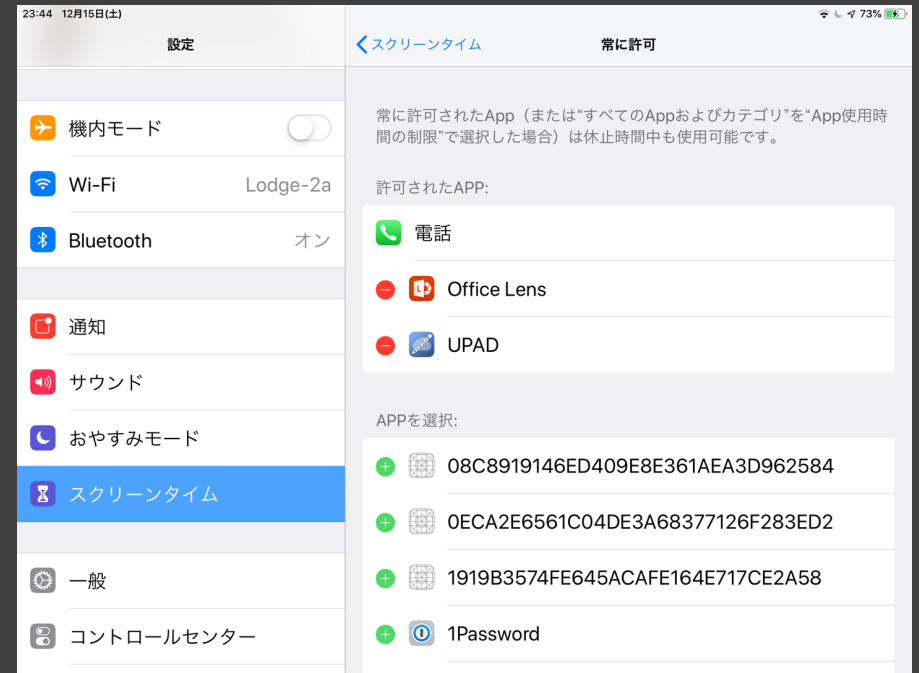 23:44 12月15日(土)
73%
設定
機内モード
Wi-Fi Lodge-2a
Bluetooth オン
通知
サウンド
おやすみモード
スクリーンタイム
一般
コントロールセンター
スクリーンタイム 常に許可
常に許可されたApp（または“すべてのAppおよびカテゴリ”を“App使用時
間の制限”で選択した場合）は休止時間中も使用可能です。
許可されたAPP:
電話
Office Lens
UPAD
APPを選択:
08C8919146ED409E8E361AEA3D962584
0ECA2E6561C04DE3A68377126F283ED2
1919B3574FE645ACAFE164E717CE2A58
1Password